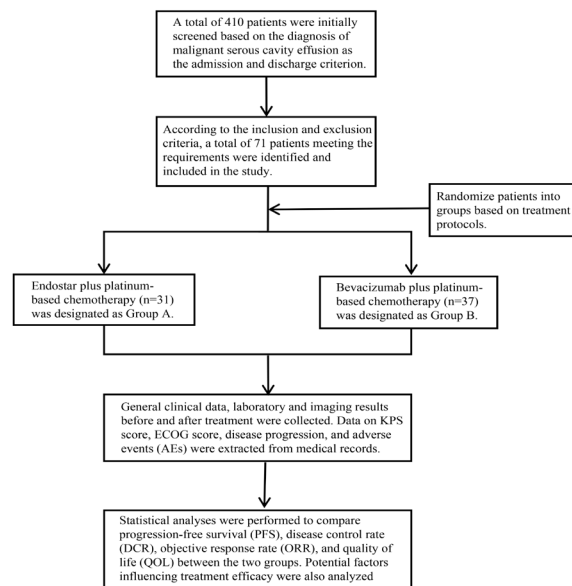 A total of 410 patients were initially
screened based on the diagnosis of
malignant serous cavity effusion as
the admission and discharge criterion.
According to the inclusion and exclusion
criteria, a total of 71 patients meeting the
requirements were identified and
included in the study.
Randomize patients into
groups based on treatment
protocols.
Endostar plus platinum-
based chemotherapy (n=31)
was designated as Group A.
Bevacizumab plus platinum-
based chemotherapy (n=37)
was designated as Group B.
General clinical data, laboratory and imaging results
before and after treatment were collected. Data on KPS
score, ECOG score, disease progression, and adverse
events (AEs) were extracted from medical records.
Statistical analyses were performed to compare
progression-free survival (PFS), disease control rate
(DCR), objective response rate (ORR), and quality of
life (QOL) between the two groups. Potential factors
influencing treatment efficacy were also analyzed